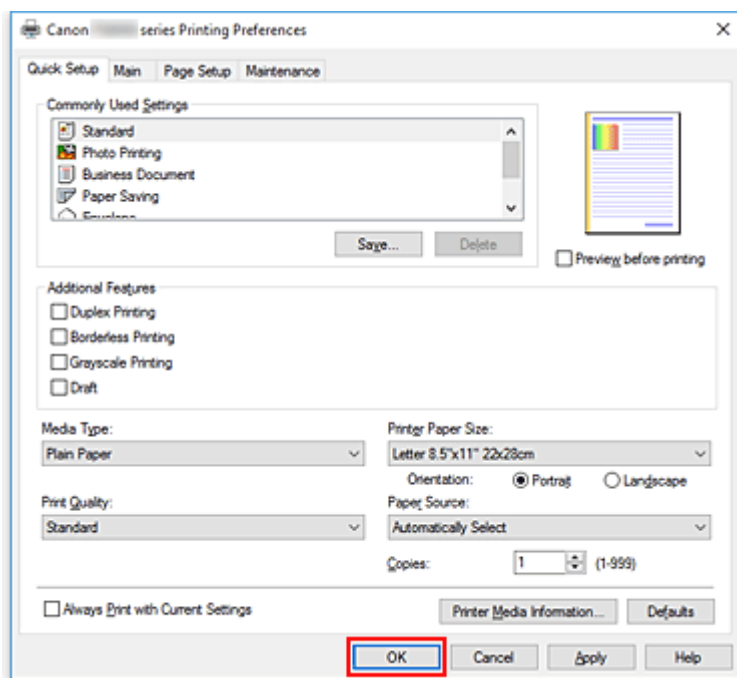 Canon series Printing Preferences
Quick Setup Main Page Setup Maintenance
Commonly Used Settings
Standard
Photo Printing
Business Document
Paper Saving
Envelope
Save... Delete
Preview before printing
Additional Features
Duplex Printing
Borderless Printing
Grayscale Printing
Draft
Media Type: Printer Paper Size:
Plain Paper Letter 8.5"x11" 22x28cm
Orientation: Portrait Landscape
Print Quality: Paper Source:
Standard Automatically Select
Copies: 1 (1-999)
Always Print with Current Settings Printer Media Information... Defaults
OK Cancel Apply Help